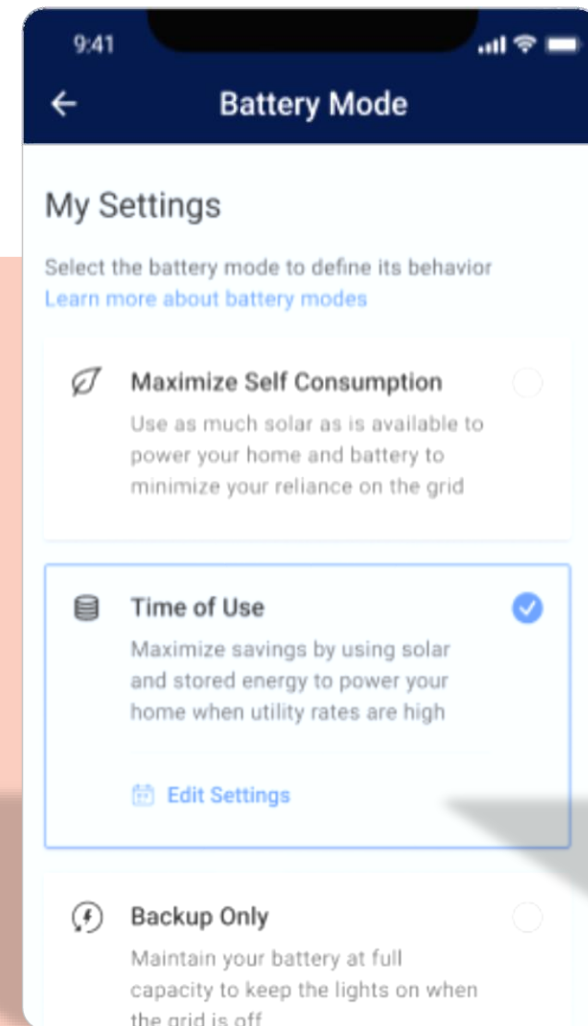 9:41
Battery Mode
My Settings
Select the battery mode to define its behavior
Learn more about battery modes
Maximize Self Consumption
Use as much solar as is available to
power your home and battery to
minimize your reliance on the grid
Time of Use
Maximize savings by using solar
and stored energy to power your
home when utility rates are high
Edit Settings
Backup Only
Maintain your battery at full
capacity to keep the lights on when
the grid is off